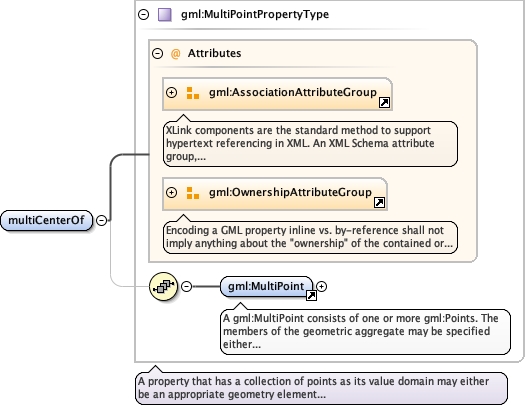 gml:MultiPointPropertyType
@ Attributes
gml:AssociationAttributeGroup
XLink components are the standard method to support
hypertext referencing in XML. An XML Schema attribute
group,...
gml:OwnershipAttributeGroup
Encoding a GML property inline vs. by-reference shall not
imply anything about the "ownership" of the contained or...
multiCenterOf
gml:MultiPoint
A gml:MultiPoint consists of one or more gml:Points. The
members of the geometric aggregate may be specified
either...
A property that has a collection of points as its value domain may either
be an appropriate geometry element...